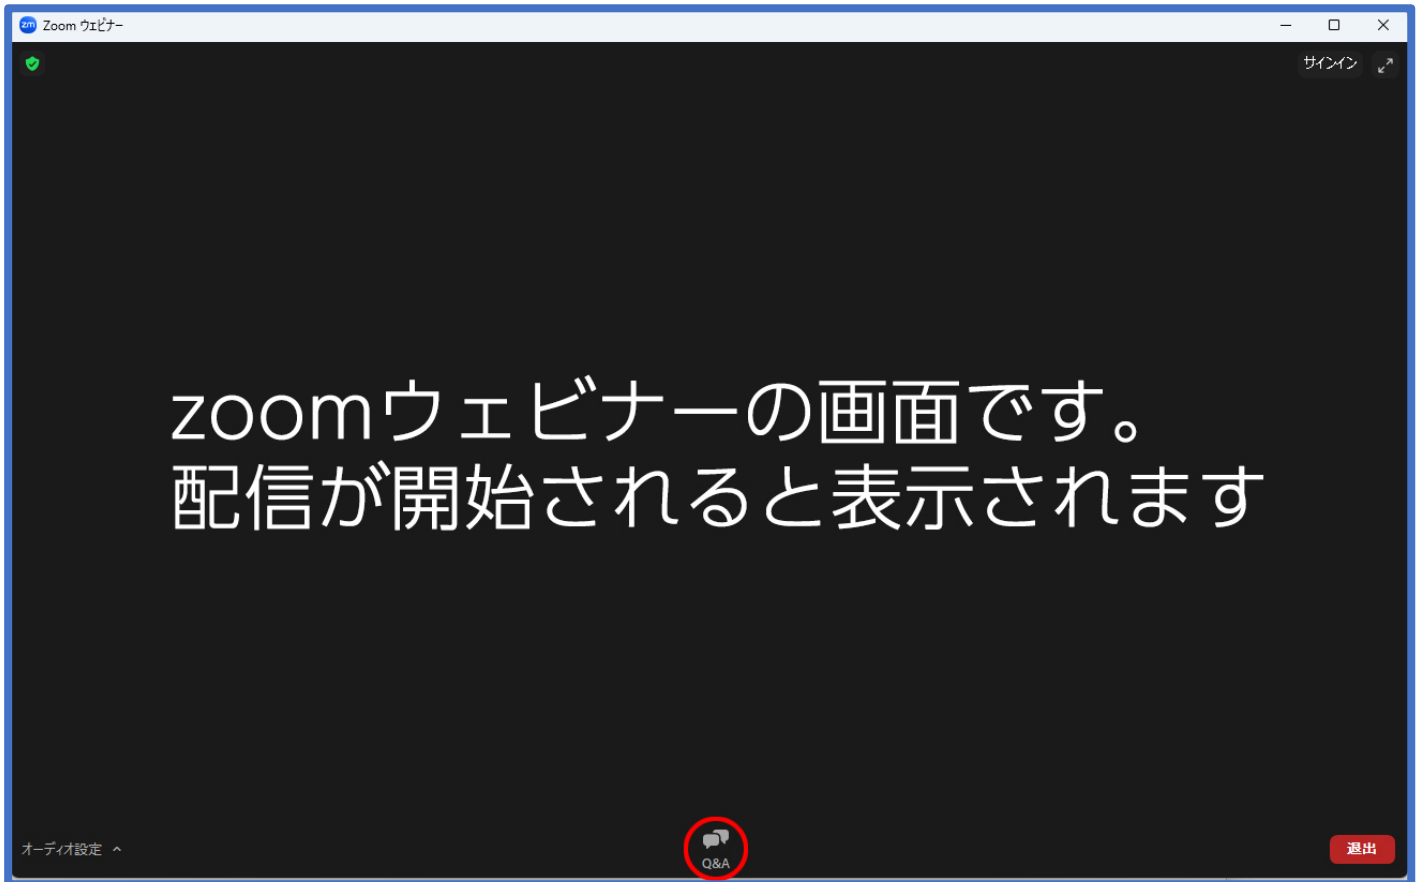 zm Zoom ウェビナー
サインイン
zoomウェビナーの画面です。
配信が開始されると表示されます
オーディオ設定
Q&A
退出